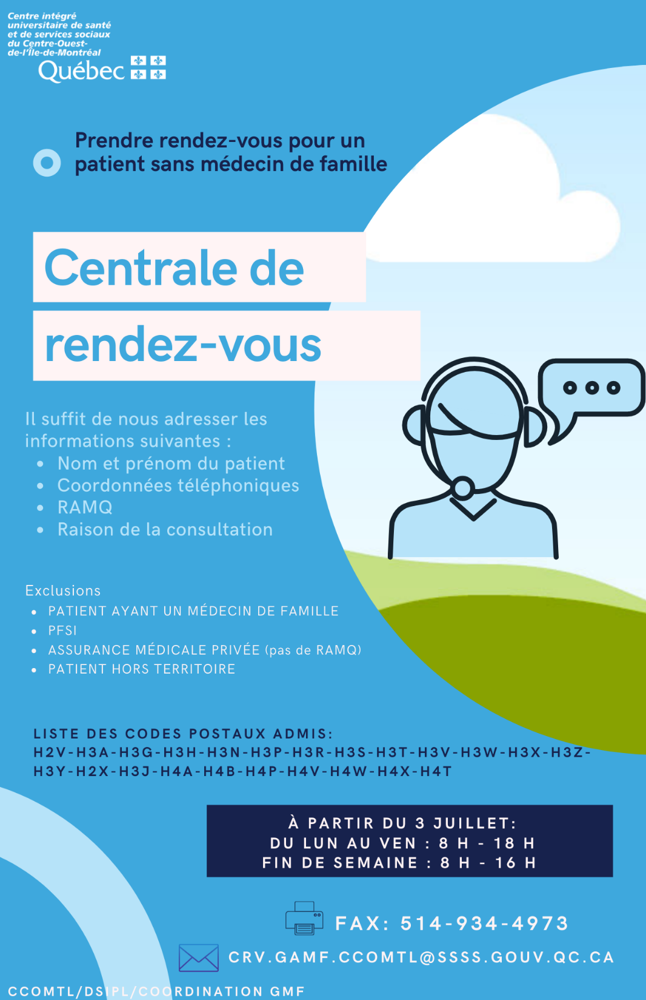 Centre intégré
universitaire de santé
et de services sociaux
du Centre-Ouest-
de-l'Île-de-Montréal
Québec
Prendre rendez-vous pour un
patient sans médecin de famille
Centrale de
rendez-vous
Il suffit de nous adresser les
informations suivantes :
• Nom et prénom du patient
• Coordonnées téléphoniques
• RAMQ
• Raison de la consultation
Exclusions
• PATIENT AYANT UN MÉDECIN DE FAMILLE
• PFSI
• ASSURANCE MÉDICALE PRIVÉE (pas de RAMQ)
• PATIENT HORS TERRITOIRE
LISTE DES CODES POSTAUX ADMIS:
H2V-H3A-H3G-H3H-H3N-H3P-H3R-H3S-H3T-H3V-H3W-H3X-H3Z-
H3Y-H2X-H3J-H4A-H4B-H4P-H4V-H4W-H4X-H4T
À PARTIR DU 3 JUILLET:
DU LUN AU VEN : 8 H - 18 H
FIN DE SEMAINE : 8 H - 16 H
FAX: 514-934-4973
CRV.GAMF.CCOMTL@SSSS.GOUV.QC.CA
CCOMTL/DSIPL/COORDINATION GMF